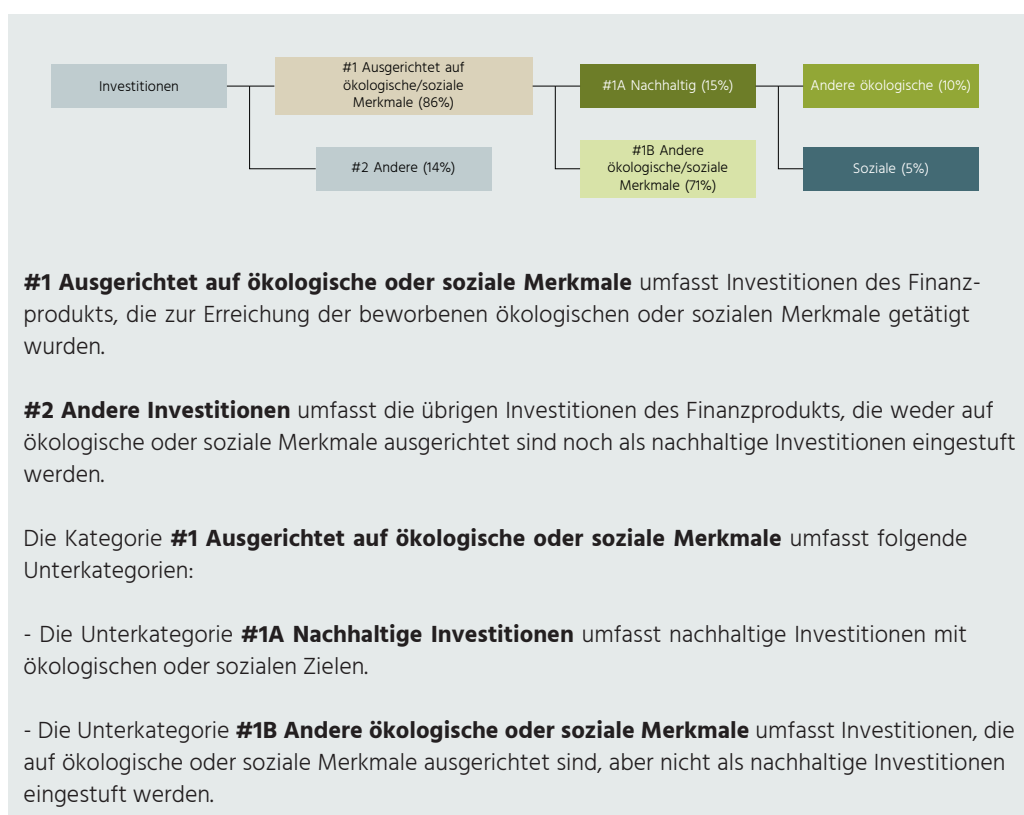 Investitionen
#1 Ausgerichtet auf
ökologische/soziale
Merkmale (86%)
#1A Nachhaltig (15%)
Andere ökologische (10%)
#2 Andere (14%)
#1B Andere
ökologische/soziale
Merkmale (71%)
Soziale (5%)
#1 Ausgerichtet auf ökologische oder soziale Merkmale umfasst Investitionen des Finanz-
produkts, die zur Erreichung der beworbenen ökologischen oder sozialen Merkmale getätigt
wurden.
#2 Andere Investitionen umfasst die übrigen Investitionen des Finanzprodukts, die weder auf
ökologische oder soziale Merkmale ausgerichtet sind noch als nachhaltige Investitionen eingestuft
werden.
Die Kategorie #1 Ausgerichtet auf ökologische oder soziale Merkmale umfasst folgende
Unterkategorien:
- Die Unterkategorie #1A Nachhaltige Investitionen umfasst nachhaltige Investitionen mit
ökologischen oder sozialen Zielen.
- Die Unterkategorie #1B Andere ökologische oder soziale Merkmale umfasst Investitionen, die
auf ökologische oder soziale Merkmale ausgerichtet sind, aber nicht als nachhaltige Investitionen
eingestuft werden.